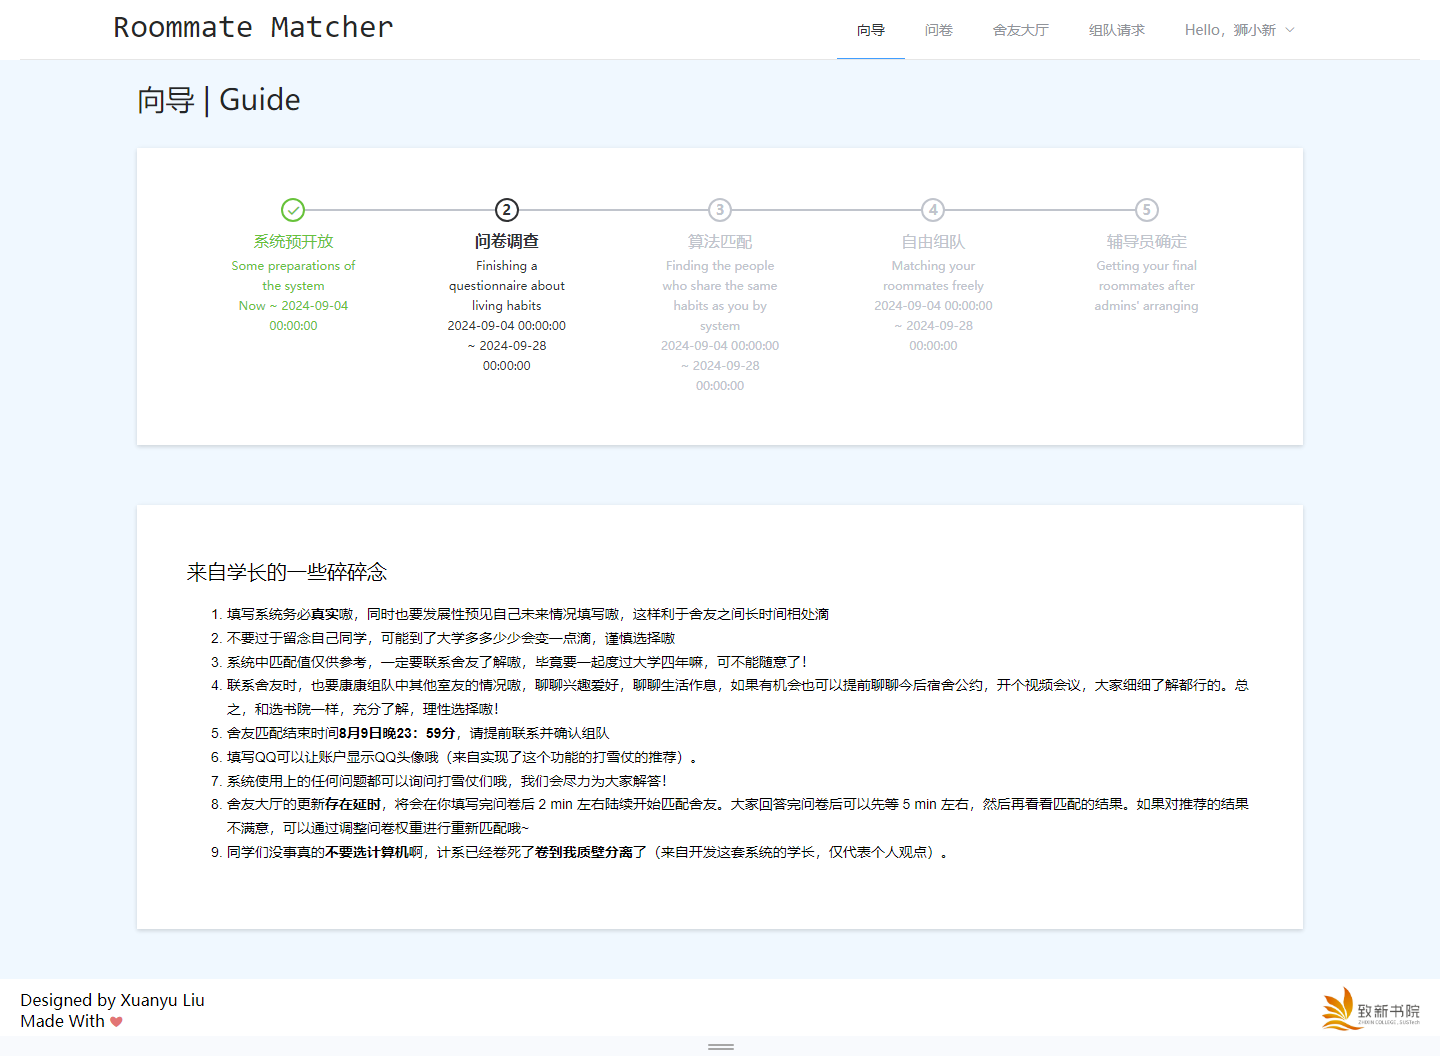 Roommate Matcher
向导
问卷
舍友大厅
组队请求
Hello，狮小新
向导 | Guide
系统预开放
Some preparations of
the system
Now ~ 2024-09-04
00:00:00
2
问卷调查
Finishing a
questionnaire about
living habits
2024-09-04 00:00:00
~ 2024-09-28
00:00:00
3
算法匹配
Finding the people
who share the same
habits as you by
system
2024-09-04 00:00:00
~ 2024-09-28
00:00:00
4
自由组队
Matching your
roommates freely
2024-09-04 00:00:00
~ 2024-09-28
00:00:00
5
辅导员确定
Getting your final
roommates after
admins' arranging
来自学长的一些碎碎念
1. 填写系统务必真实嗷，同时也要发展性预见自己未来情况填写嗷，这样利于舍友之间长时间相处滴
2. 不要过于留念自己同学，可能到了大学多多少少会变一点滴，谨慎选择嗷
3. 系统中匹配值仅供参考，一定要联系舍友了解嗷，毕竟要一起度过大学四年嘛，可不能随意了！
4. 联系舍友时，也要康康组队中其他室友的情况嗷，聊聊兴趣爱好，聊聊生活作息，如果有机会也可以提前聊聊今后宿舍公约，开个视频会议，大家细细了解都行的。总
之，和选书院一样，充分了解，理性选择嗷！
5. 舍友匹配结束时间8月9日晚23：59分，请提前联系并确认组队
6. 填写QQ可以让账户显示QQ头像哦（来自实现了这个功能的打雪仗的推荐）。
7. 系统使用上的任何问题都可以询问打雪仗们哦，我们会尽力为大家解答！
8. 舍友大厅的更新存在延时，将会在你填写完问卷后 2 min 左右陆续开始匹配舍友。大家回答完问卷后可以先等 5 min 左右，然后再看看匹配的结果。如果对推荐的结果
不满意，可以通过调整问卷权重进行重新匹配哦~
9. 同学们没事真的不要选计算机啊，计系已经卷死了卷到我质壁分离了（来自开发这套系统的学长，仅代表个人观点）。
Designed by Xuanyu Liu
Made With
致新书院
ZHIXIN COLLEGE, SUSTech